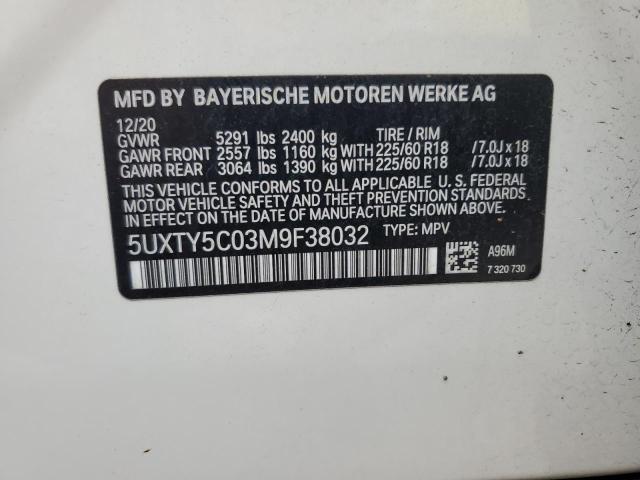 MFD BY BAYERISCHE MOTOREN WERKE AG
12/20
GVWR 5291 lbs 2400 kg TIRE / RIM
GAWR FRONT 2557 lbs 1160 kg WITH 225/60 R18 /7.0J x 18
GAWR REAR 3064 lbs 1390 kg WITH 225/60 R18 /7.0J x 18
THIS VEHICLE CONFORMS TO ALL APPLICABLE U. S. FEDERAL
MOTOR VEHICLE SAFETY AND THEFT PREVENTION STANDARDS
IN EFFECT ON THE DATE OF MANUFACTURE SHOWN ABOVE.
5UXTY5C03M9F38032 TYPE: MPV
A96M
7 320 730